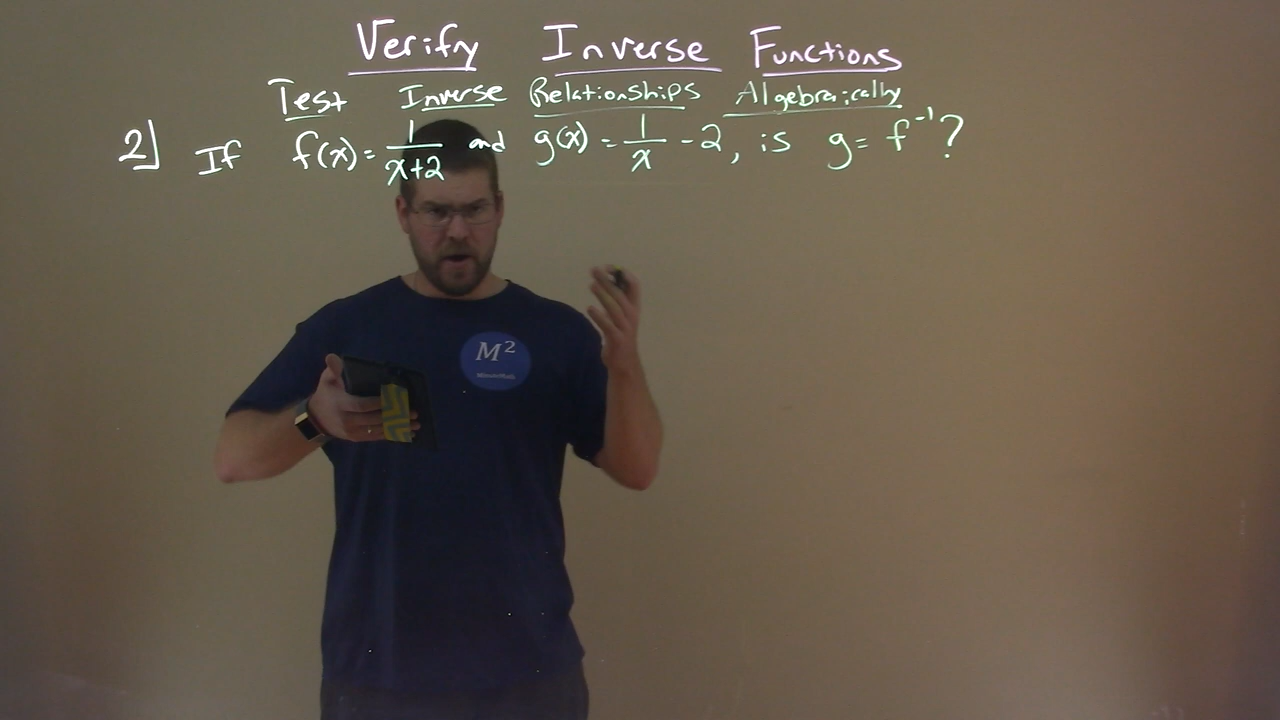 Verify Inverse Functions
Test Inverse Relationships Algebraically
2] If f(x) = 1/(x+2) and g(x) = 1/x - 2, is g = f⁻¹?
M²